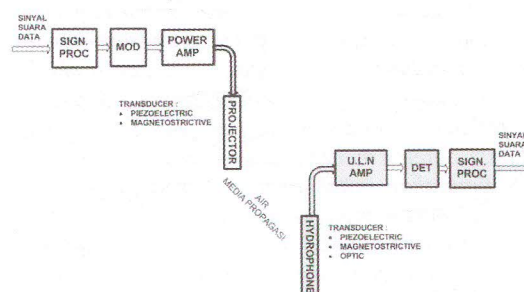 SINYAL
SUARA
DATA
SIGN.
PROC
MOD
POWER
AMP
TRANSDUCER :
• PIEZOELECTRIC
• MAGNETOSTRICTIVE
PROJECTOR
AIR
MEDIA PROPAGASI
U.L.N
AMP
DET
SIGN.
PROC
SINYAL
SUARA
DATA
HYDROPHONE
TRANSDUCER :
• PIEZOELECTRIC
• MAGNETOSTRICTIVE
• OPTIC